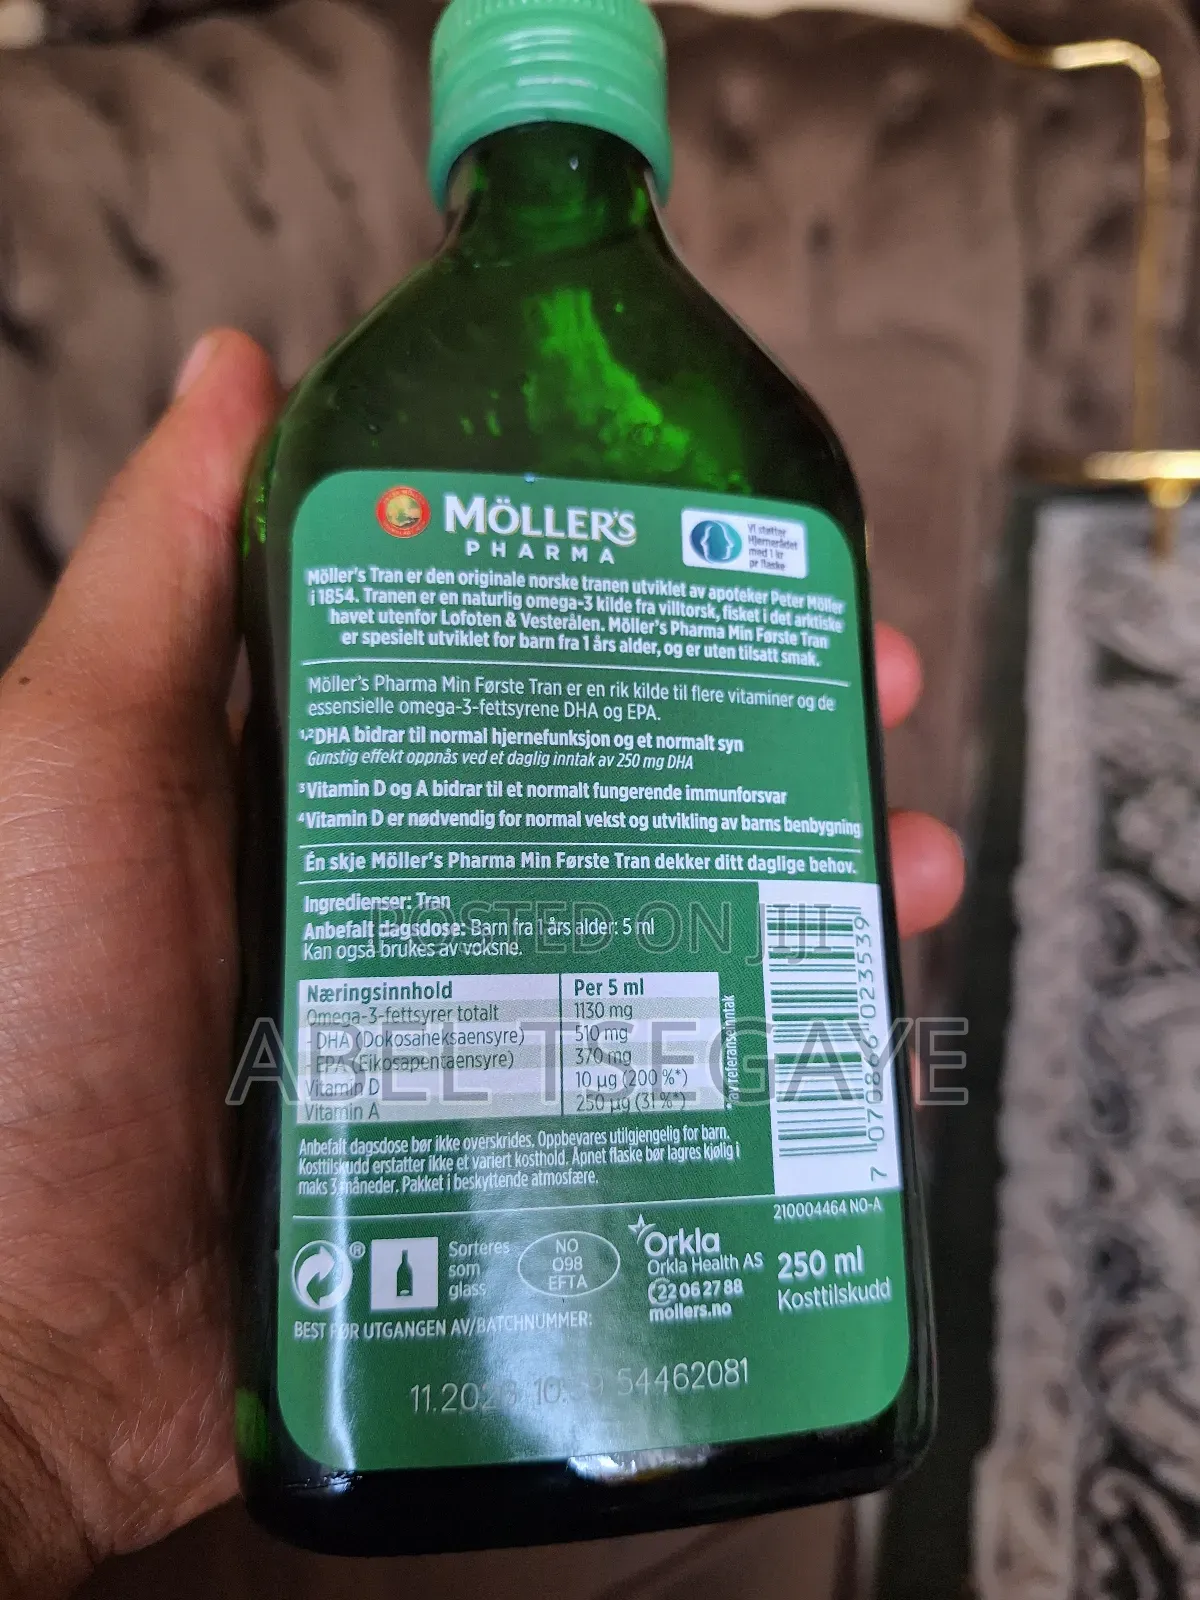 MÖLLER'S
PHARMA
Vi støtter
Hjernerådet
med 1 kr
pr flaske
Möller's Tran er den originale norske tranen utviklet av apoteker Peter Möller
i 1854. Tranen er en naturlig omega-3 kilde fra villtorsk, fisket i det arktiske
havet utenfor Lofoten & Vesterålen. Möller's Pharma Min Første Tran
er spesielt utviklet for barn fra 1 års alder, og er uten tilsatt smak.
Möller's Pharma Min Første Tran er en rik kilde til flere vitaminer og de
essensielle omega-3-fettsyrene DHA og EPA.
¹,²DHA bidrar til normal hjernefunksjon og et normalt syn
Gunstig effekt oppnås ved et daglig inntak av 250 mg DHA
³Vitamin D og A bidrar til et normalt fungerende immunforsvar
⁴Vitamin D er nødvendig for normal vekst og utvikling av barns benbygning
Én skje Möller's Pharma Min Første Tran dekker ditt daglige behov.
Ingredienser: Tran
Anbefalt dagsdose: Barn fra 1 års alder: 5 ml
Kan også brukes av voksne.
POSTED ON JIJI
Næringsinnhold Per 5 ml
Omega-3-fettsyrer totalt 1130 mg
- DHA (Dokosaheksaensyre) 510 mg
- EPA (Eikosapentaensyre) 370 mg
Vitamin D 10 µg (200 %*)
Vitamin A 250 µg (31 %*)
*av referanseinntak
ABEL TSEGAYE
7 070866 023539
Anbefalt dagsdose bør ikke overskrides. Oppbevares utilgjengelig for barn.
Kosttilskudd erstatter ikke et variert kosthold. Åpnet flaske bør lagres kjølig i
maks 3 måneder. Pakket i beskyttende atmosfære.
210004464 NO-A
®
Sorteres
som
glass
NO
098
EFTA
Orkla
Orkla Health AS
22 06 27 88
mollers.no
250 ml
Kosttilskudd
BEST FØR UTGANGEN AV/BATCHNUMMER:
54462081